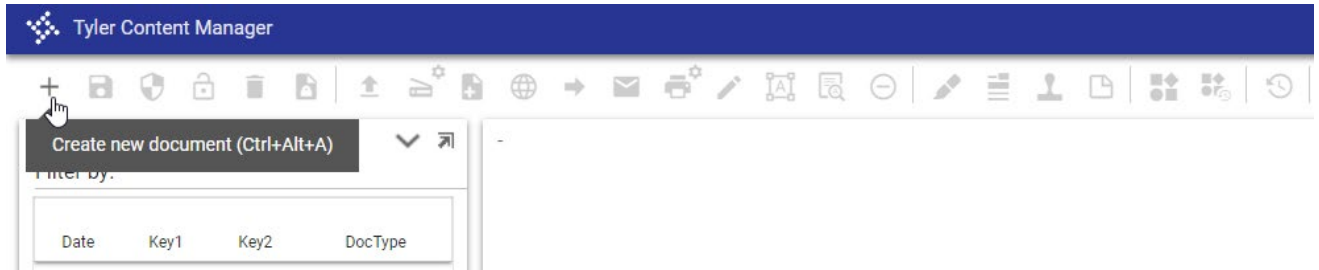 Tyler Content Manager
Create new document (Ctrl+Alt+A)
Filter by:
-
Date Key1 Key2 DocType